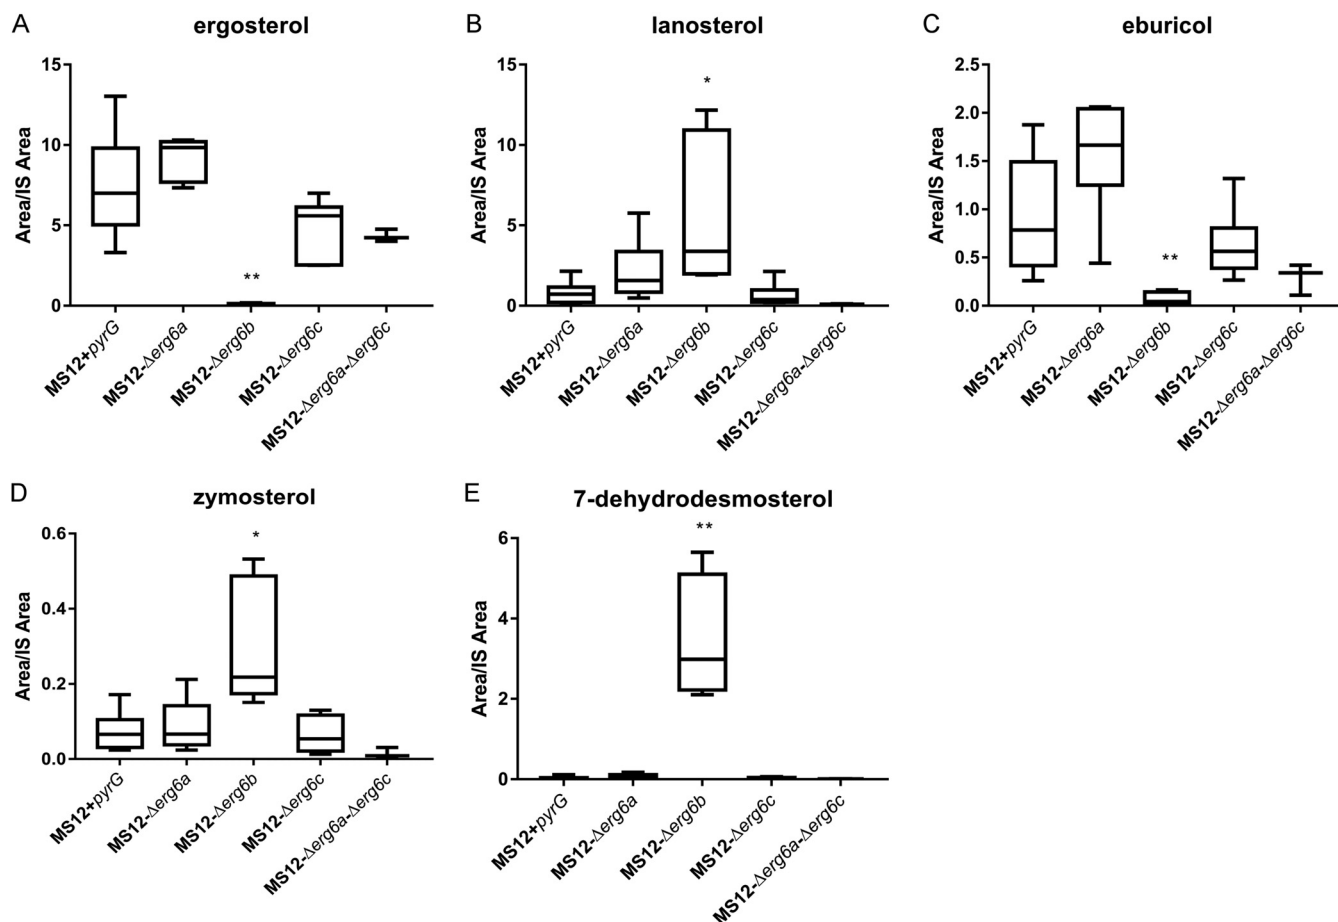 A
ergosterol
Area/IS Area
15
10
5
0
**
MS12+pyrG
MS12-Δerg6a
MS12-Δerg6b
MS12-Δerg6c
MS12-Δerg6a-Δerg6c
B
lanosterol
Area/IS Area
15
10
5
0
*
MS12+pyrG
MS12-Δerg6a
MS12-Δerg6b
MS12-Δerg6c
MS12-Δerg6a-Δerg6c
C
eburicol
Area/IS Area
2.5
2.0
1.5
1.0
0.5
0.0
**
MS12+pyrG
MS12-Δerg6a
MS12-Δerg6b
MS12-Δerg6c
MS12-Δerg6a-Δerg6c
D
zymosterol
Area/IS Area
0.6
0.4
0.2
0.0
*
MS12+pyrG
MS12-Δerg6a
MS12-Δerg6b
MS12-Δerg6c
MS12-Δerg6a-Δerg6c
E
7-dehydrodesmosterol
Area/IS Area
6
4
2
0
**
MS12+pyrG
MS12-Δerg6a
MS12-Δerg6b
MS12-Δerg6c
MS12-Δerg6a-Δerg6c